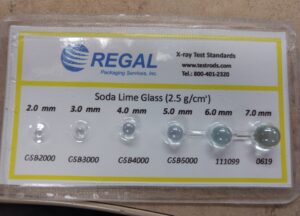 REGAL
Packaging Services, Inc.
X-ray Test Standards
www.testrods.com
Tel.: 800-401-2320
Soda Lime Glass (2.5 g/cm³)
2.0 mm 3.0 mm 4.0 mm 5.0 mm 6.0 mm 7.0 mm
GSB2000 GSB3000 GSB4000 GSB5000 111099 0619